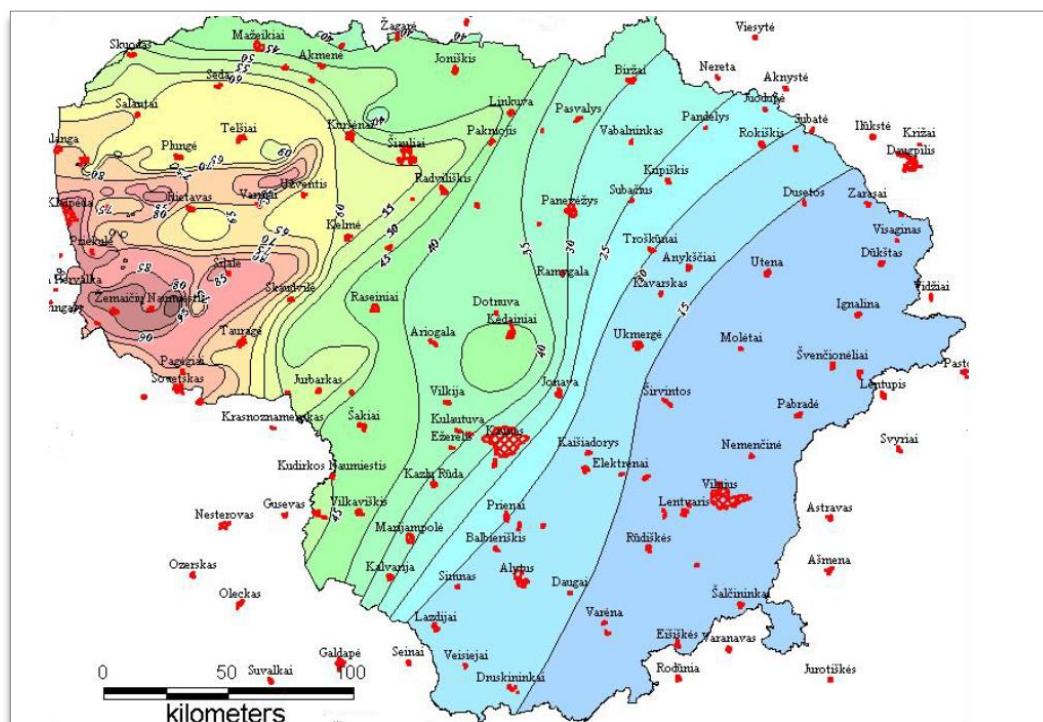 Žagarė
Viesytė
Mažeikiai
Skuodas
Akmenė
Joniškis
Nereta
Biržai
Aknystė
Seda
Juodupė
Salantai
Linkuva
Pasvalys
Pandėlys
Subatė
Telšiai
Kuršėnai
Pakruojis
Vabalninkas
Rokiškis
Ilūkstė
Križai
Plungė
Šiauliai
Daugpilis
Radviliškis
Kupiškis
Užventis
Subačius
Rietavas
Varniai
Panevėžys
Dusetos
Zarasai
Klaipėda
Kelmė
Troškūnai
Visaginas
Priekulė
Anykščiai
Utena
Dūkštas
Šilalė
Ramygala
Kavarskas
Vidžiai
Žemaičių Naumiestis
Skaudvilė
Raseiniai
Dotnuva
Ignalina
Kėdainiai
Tauragė
Ariogala
Ukmergė
Molėtai
Pagėgiai
Švenčionėliai
Sovetskas
Jurbarkas
Vilkija
Jonava
Širvintos
Lentupis
Krasnoznamenskas
Šakiai
Kulautuva
Kaunas
Pabradė
Ežerėlis
Kaišiadorys
Nemenčinė
Svyriai
Kudirkos Naumiestis
Kazlų Rūda
Elektrėnai
Vilnius
Gusevas
Vilkaviškis
Prienai
Lentvaris
Astravas
Nesterovas
Marijampolė
Balbieriškis
Rūdiškės
Ozerskas
Kalvarija
Simnas
Alytus
Daugai
Ašmena
Oleckas
Šalčininkai
Lazdijai
Varėna
Eišiškės
Varanavas
Galdapė
Seinai
Veisiejai
Rodūnia
Jurotiškės
Suvalkai
Druskininkai
0 50 100
kilometers